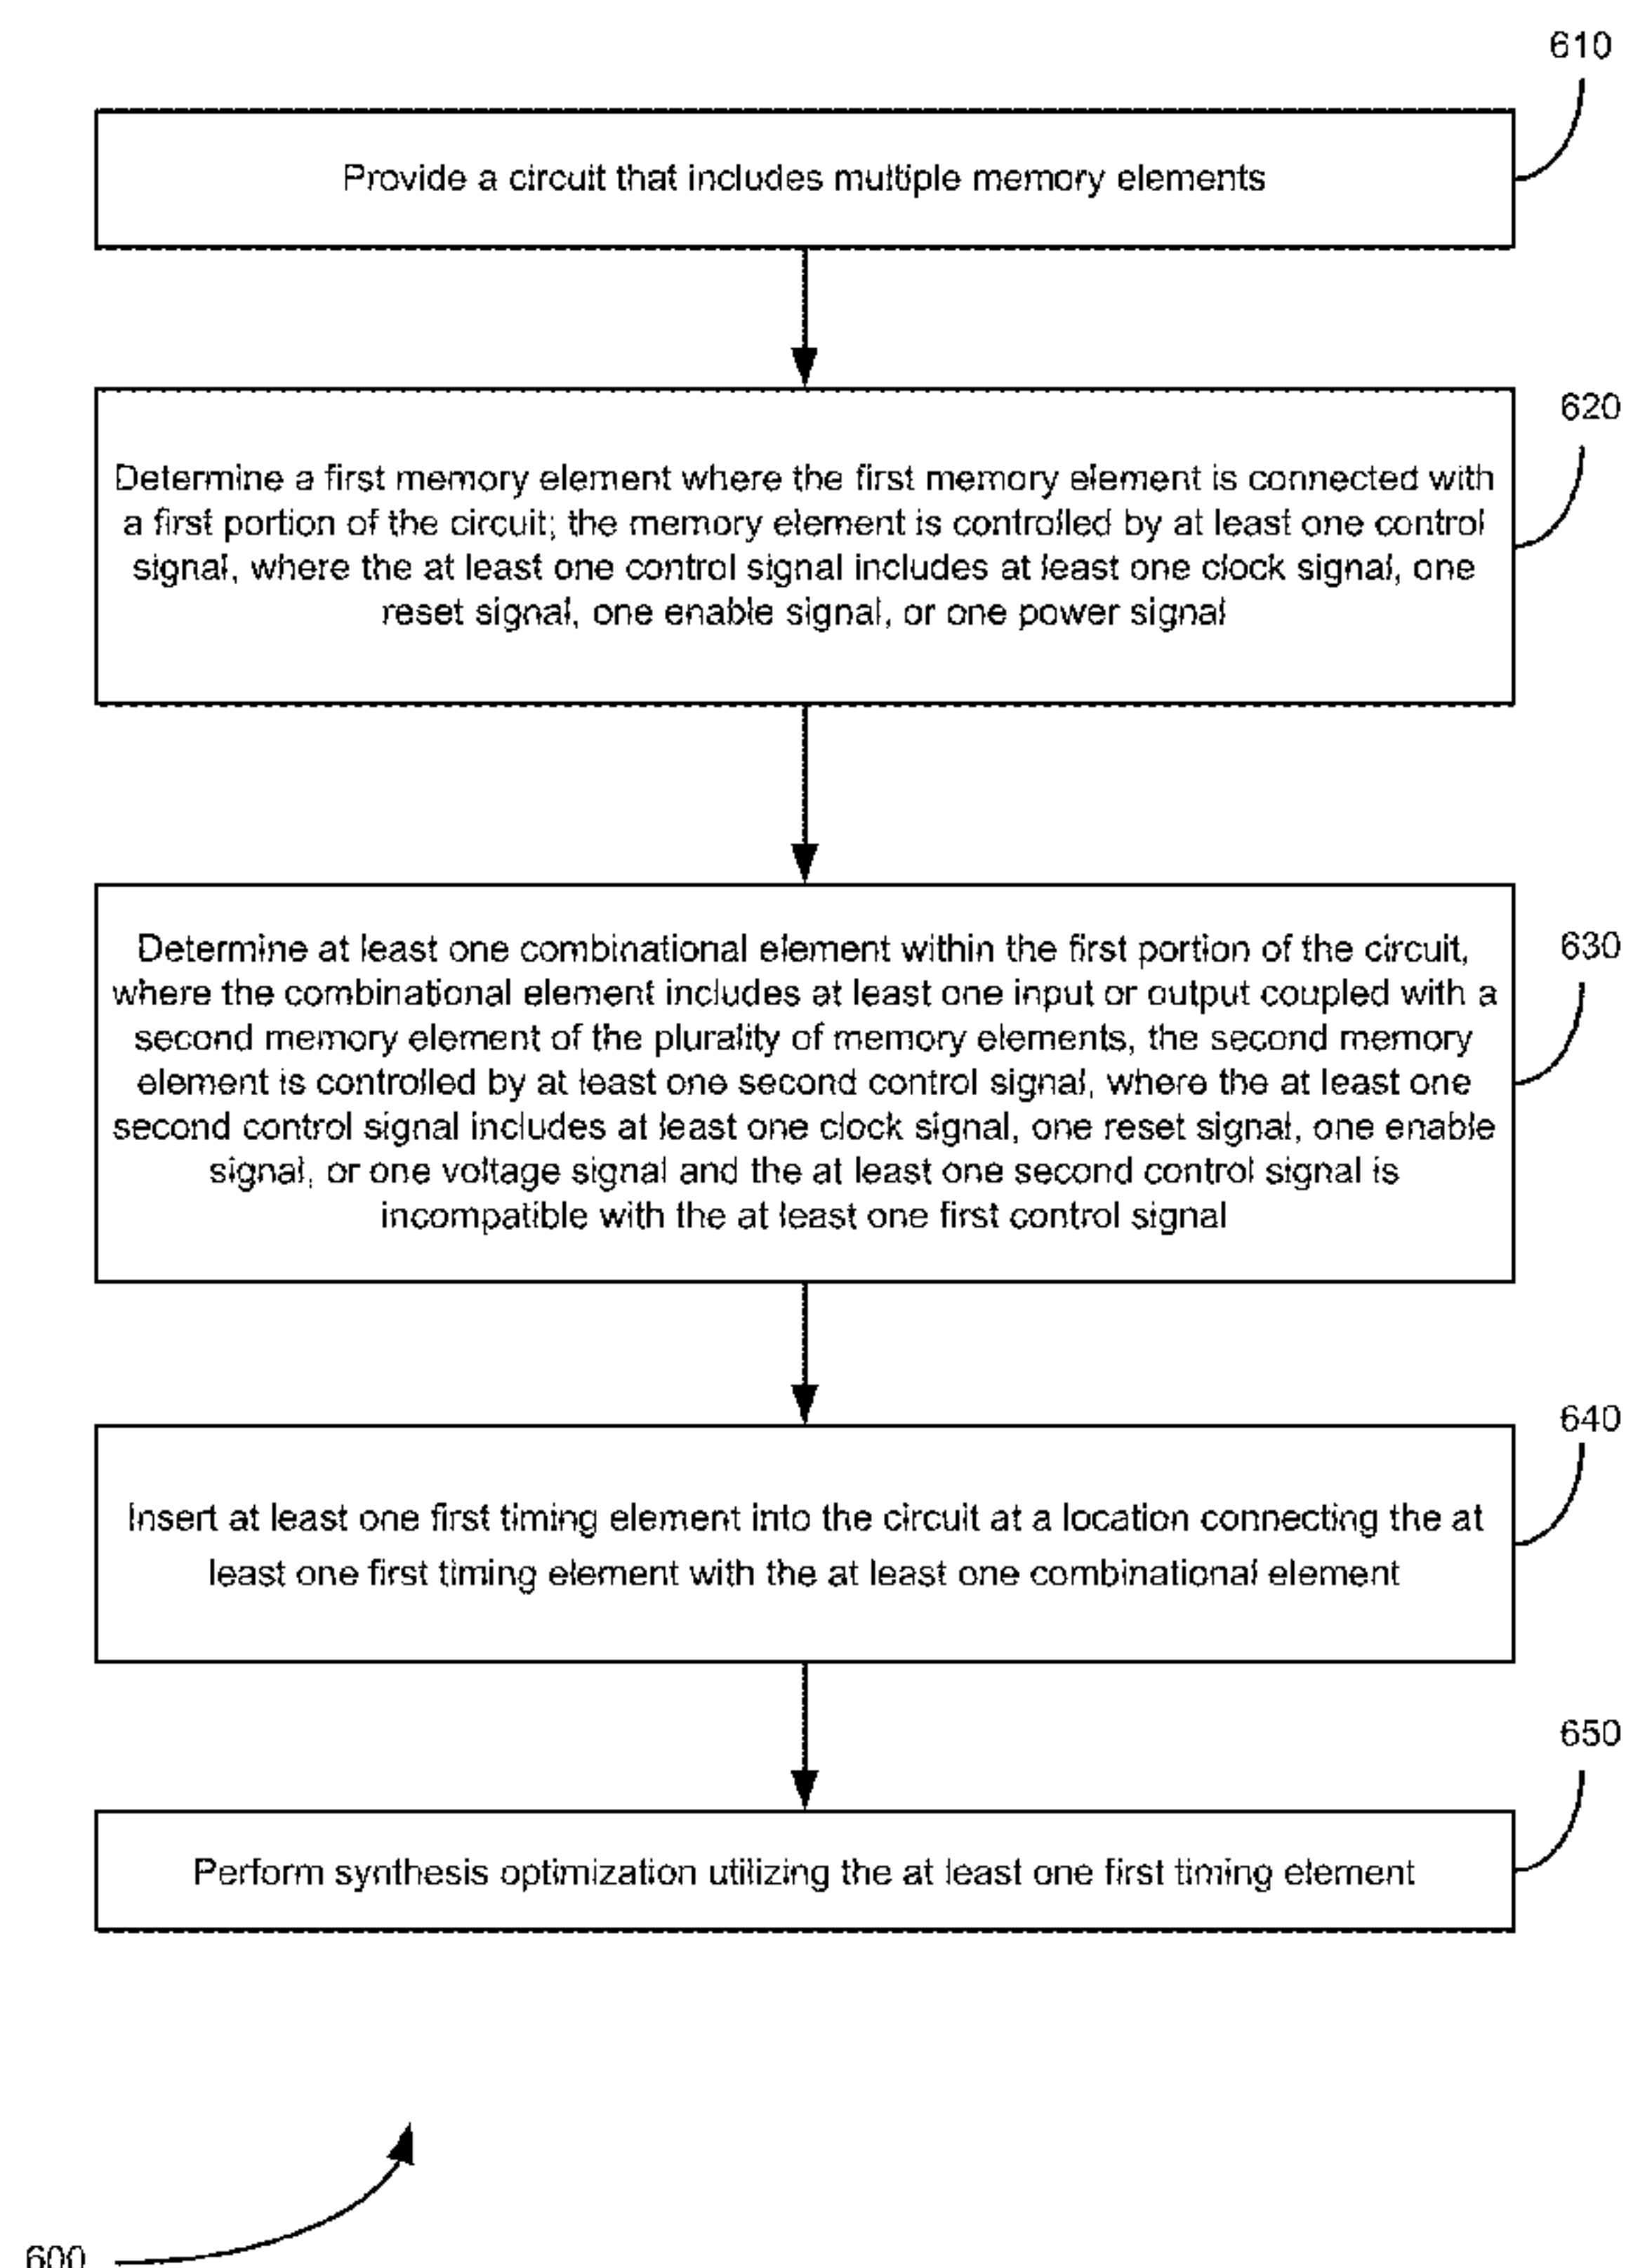 610
Provide a circuit that includes multiple memory elements
620
Determine a first memory element where the first memory element is connected with
a first portion of the circuit; the memory element is controlled by at least one control
signal, where the at least one control signal includes at least one clock signal, one
reset signal, one enable signal, or one power signal
630
Determine at least one combinational element within the first portion of the circuit,
where the combinational element includes at least one input or output coupled with a
second memory element of the plurality of memory elements, the second memory
element is controlled by at least one second control signal, where the at least one
second control signal includes at least one clock signal, one reset signal, one enable
signal, or one voltage signal and the at least one second control signal is
incompatible with the at least one first control signal
640
Insert at least one first timing element into the circuit at a location connecting the at
least one first timing element with the at least one combinational element
650
Perform synthesis optimization utilizing the at least one first timing element
600